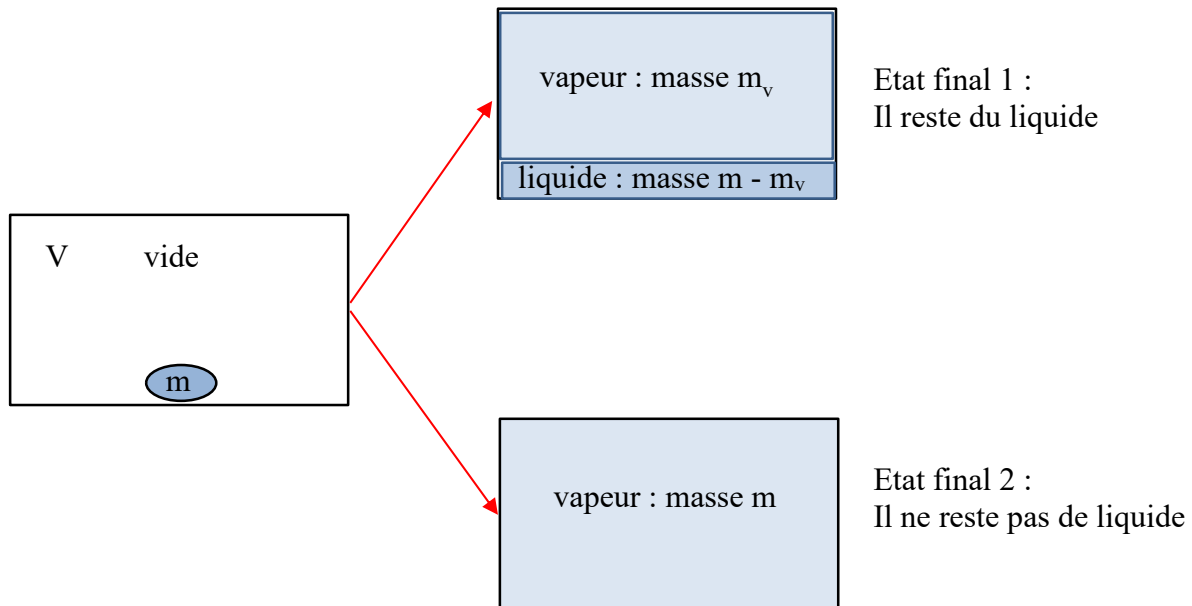 vapeur : masse mᵥ
Etat final 1 :
Il reste du liquide
liquide : masse m - mᵥ
V vide
m
vapeur : masse m
Etat final 2 :
Il ne reste pas de liquide